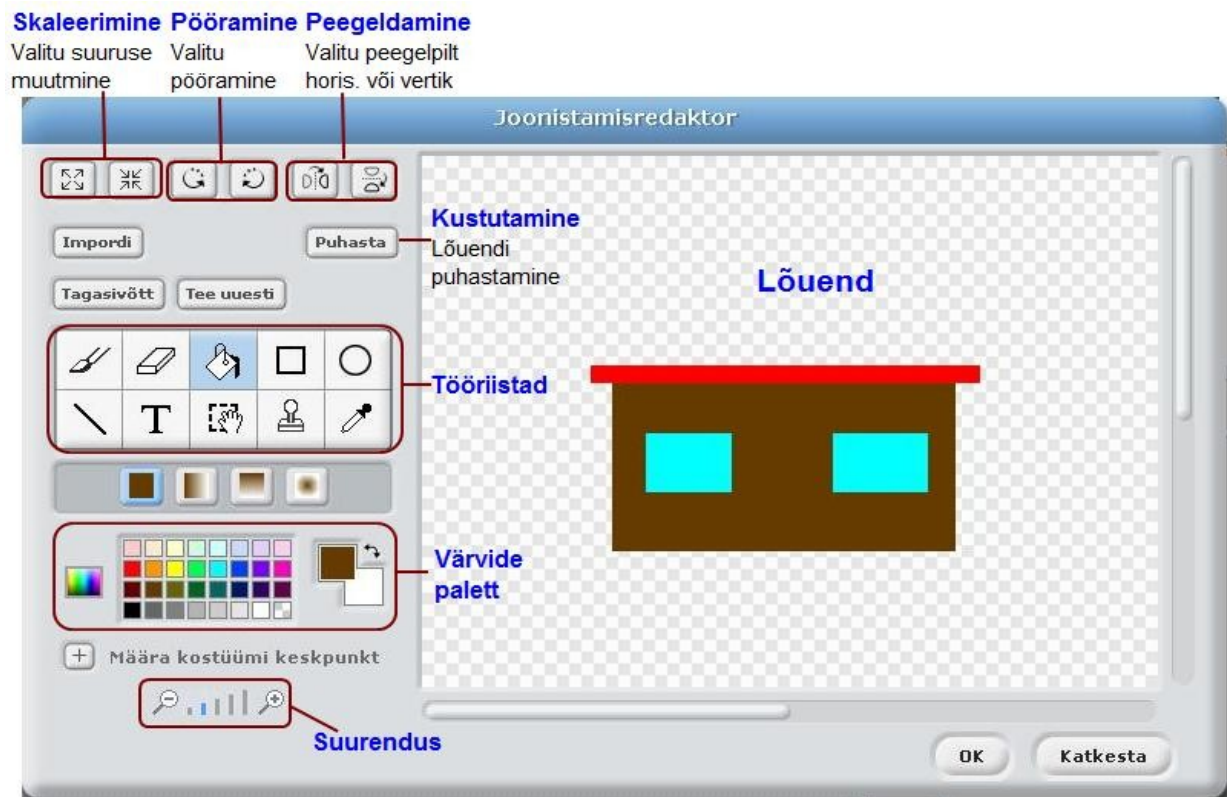 Skaleerimine Pööramine Peegeldamine
Valitu suuruse Valitu Valitu peegelpilt
muutmine pööramine horis. või vertik
Joonistamisredaktor
Impordi Puhasta
Kustutamine
Lõuendi
puhastamine
Lõuend
Tagasivõtt Tee uuesti
Tööriistad
T
Värvide
palett
Määra kostüümi keskpunkt
Suurendus
OK Katkesta